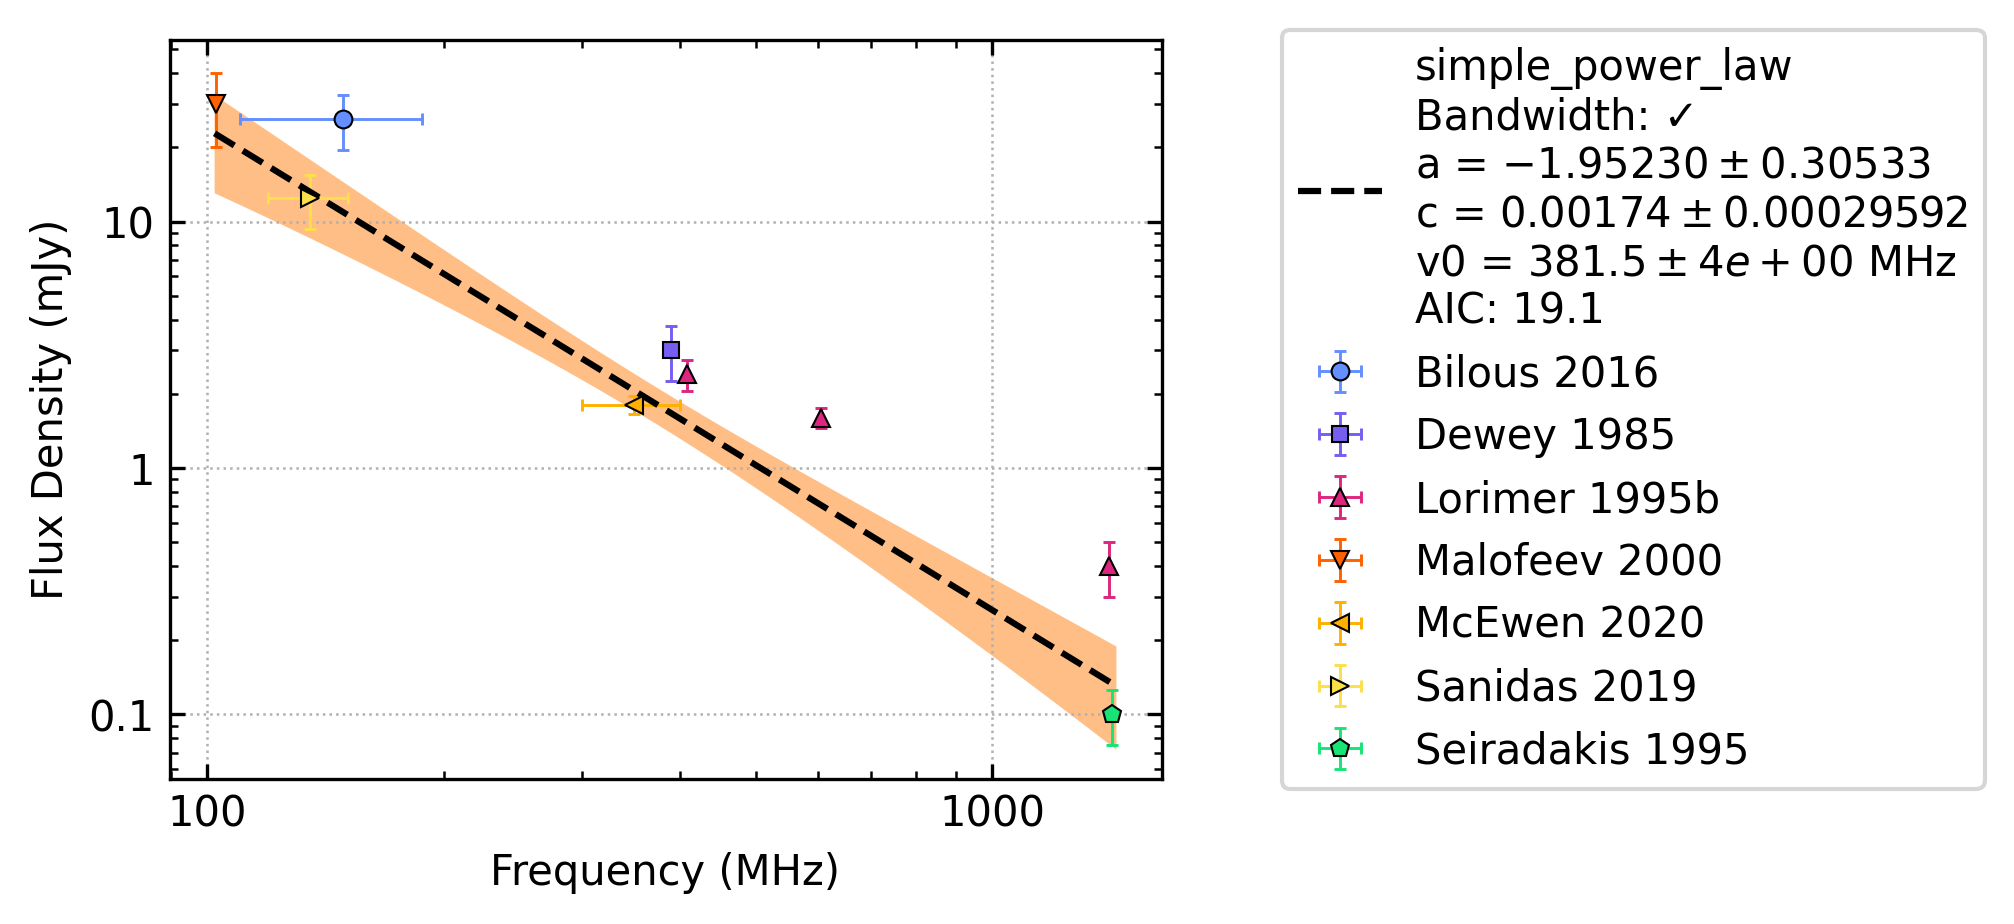 10
1
0.1
100
1000
Flux Density (mJy)
Frequency (MHz)
simple_power_law
Bandwidth: ✓
a = −1.95230 ± 0.30533
c = 0.00174 ± 0.00029592
v0 = 381.5 ± 4e + 00 MHz
AIC: 19.1
Bilous 2016
Dewey 1985
Lorimer 1995b
Malofeev 2000
McEwen 2020
Sanidas 2019
Seiradakis 1995